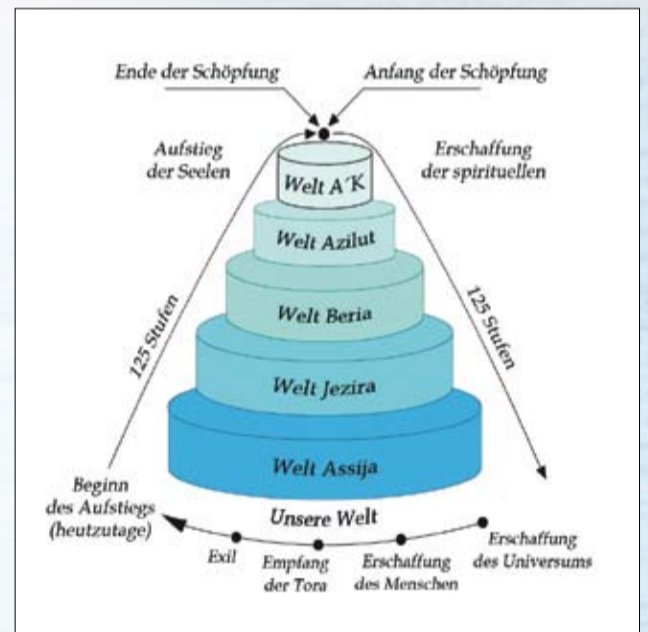 Ende der Schöpfung
Anfang der Schöpfung
Aufstieg
der Seelen
Erschaffung
der spirituellen
Welt A´K
Welt Azilut
Welt Beria
Welt Jezira
Welt Assija
125 Stufen
125 Stufen
Beginn
des Aufstiegs
(heutzutage)
Unsere Welt
Exil
Empfang
der Tora
Erschaffung
des Menschen
Erschaffung
des Universums